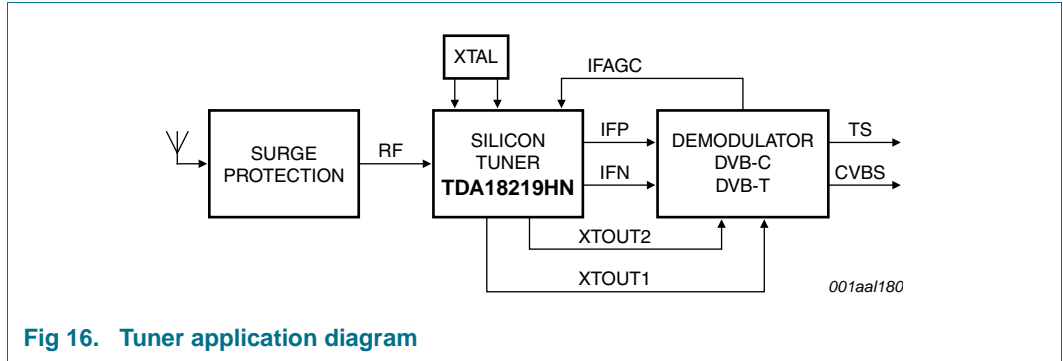 XTAL
IFAGC
SURGE
PROTECTION
RF
SILICON
TUNER
TDA18219HN
IFP
IFN
DEMODULATOR
DVB-C
DVB-T
TS
CVBS
XTOUT2
XTOUT1
001aal180
Fig 16. Tuner application diagram